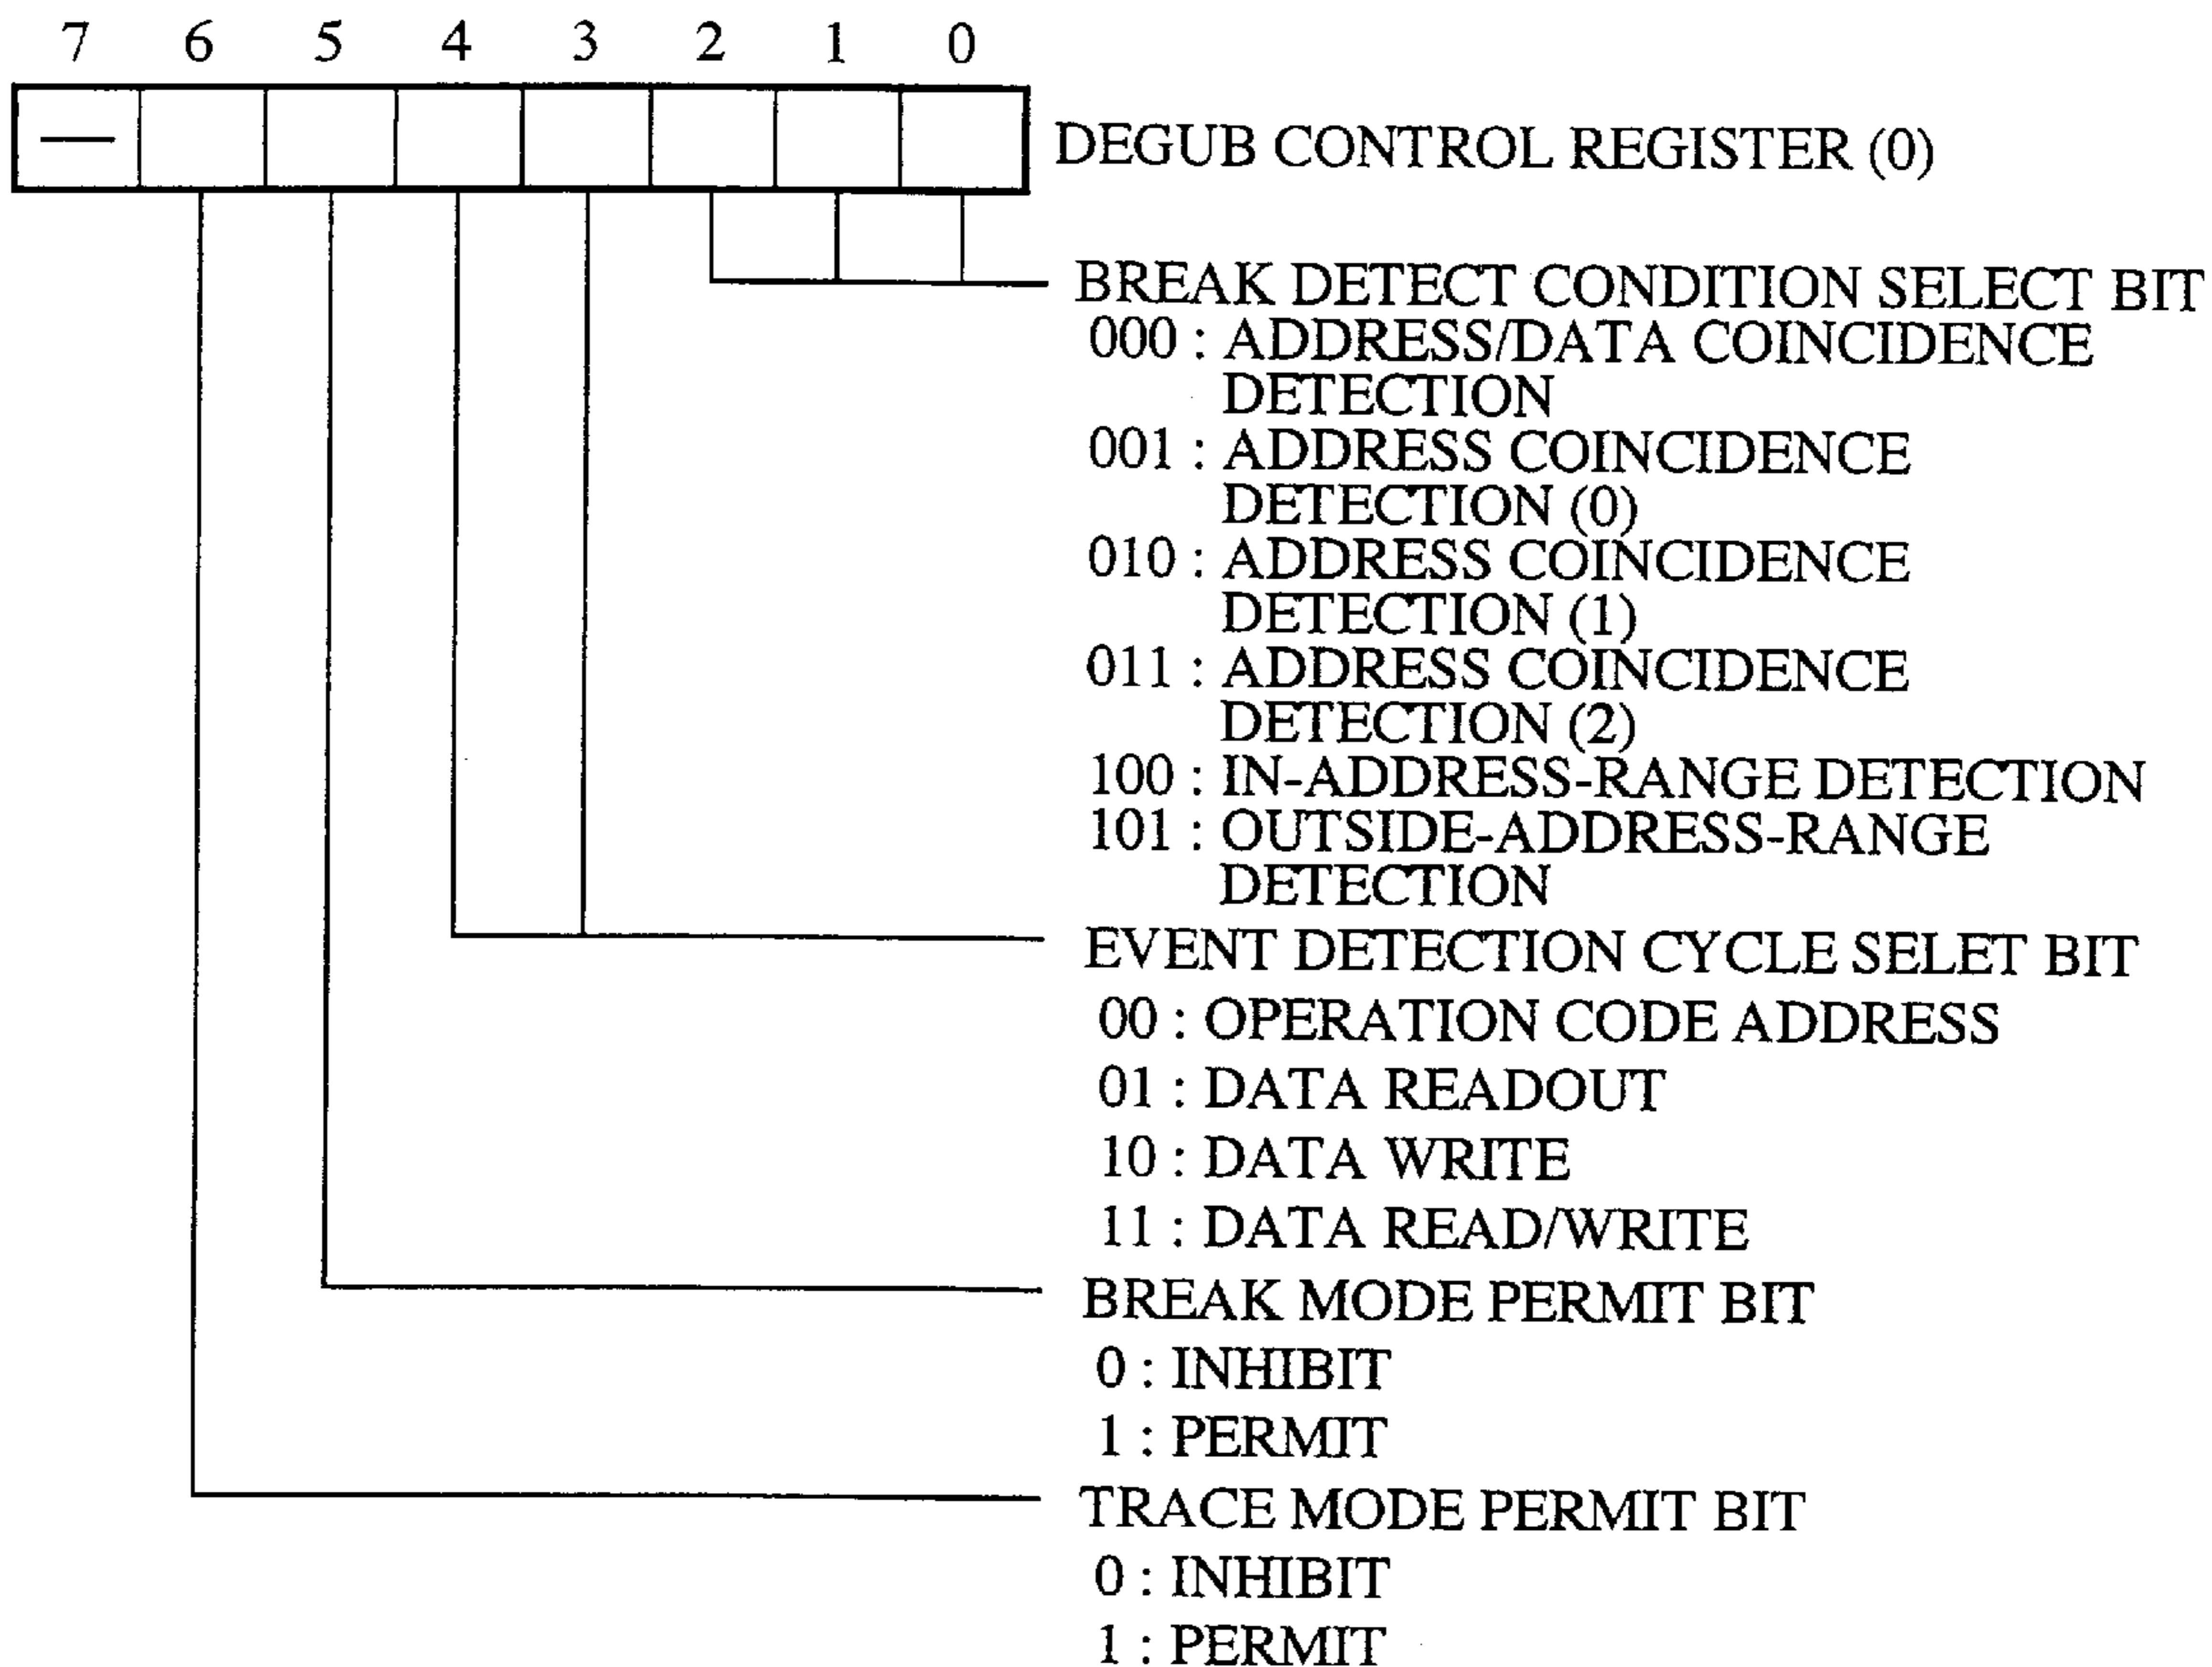 7 6 5 4 3 2 1 0
—
DEGUB CONTROL REGISTER (0)
BREAK DETECT CONDITION SELECT BIT
000 : ADDRESS/DATA COINCIDENCE
DETECTION
001 : ADDRESS COINCIDENCE
DETECTION (0)
010 : ADDRESS COINCIDENCE
DETECTION (1)
011 : ADDRESS COINCIDENCE
DETECTION (2)
100 : IN-ADDRESS-RANGE DETECTION
101 : OUTSIDE-ADDRESS-RANGE
DETECTION
EVENT DETECTION CYCLE SELET BIT
00 : OPERATION CODE ADDRESS
01 : DATA READOUT
10 : DATA WRITE
11 : DATA READ/WRITE
BREAK MODE PERMIT BIT
0 : INHIBIT
1 : PERMIT
TRACE MODE PERMIT BIT
0 : INHIBIT
1 : PERMIT